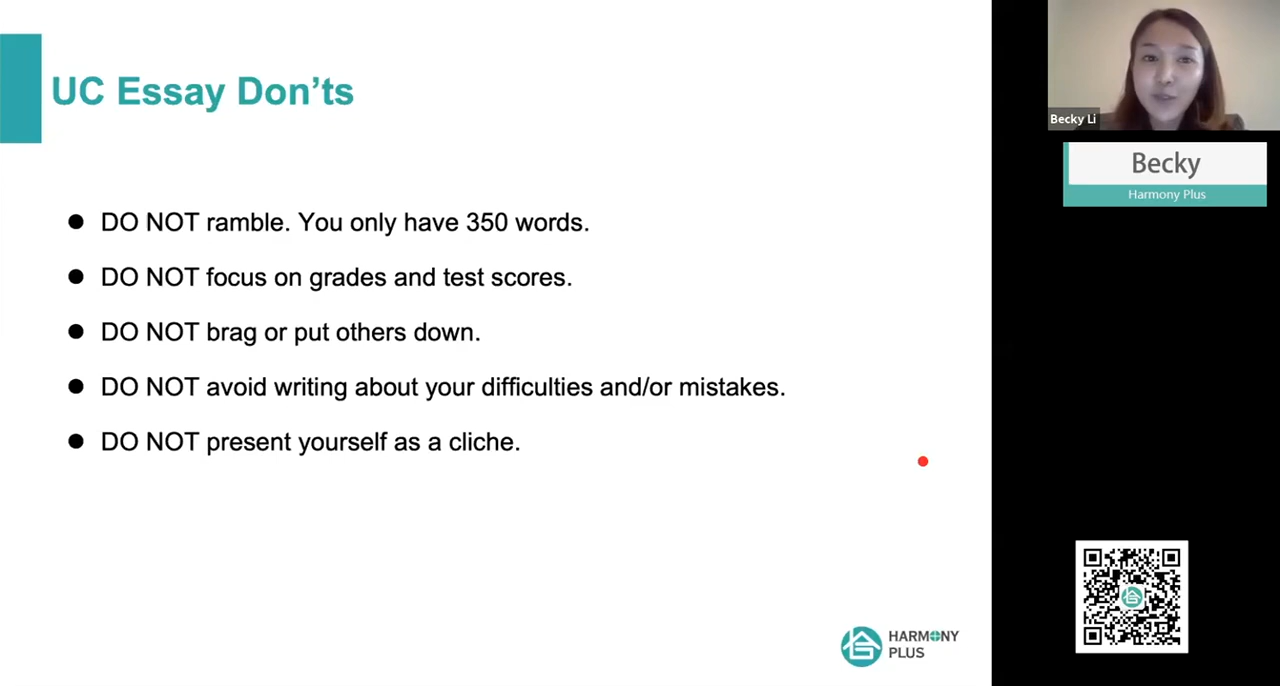 UC Essay Don’ts
DO NOT ramble. You only have 350 words.
DO NOT focus on grades and test scores.
DO NOT brag or put others down.
DO NOT avoid writing about your difficulties and/or mistakes.
DO NOT present yourself as a cliche.
HARMONY
PLUS
Becky Li
Becky
Harmony Plus